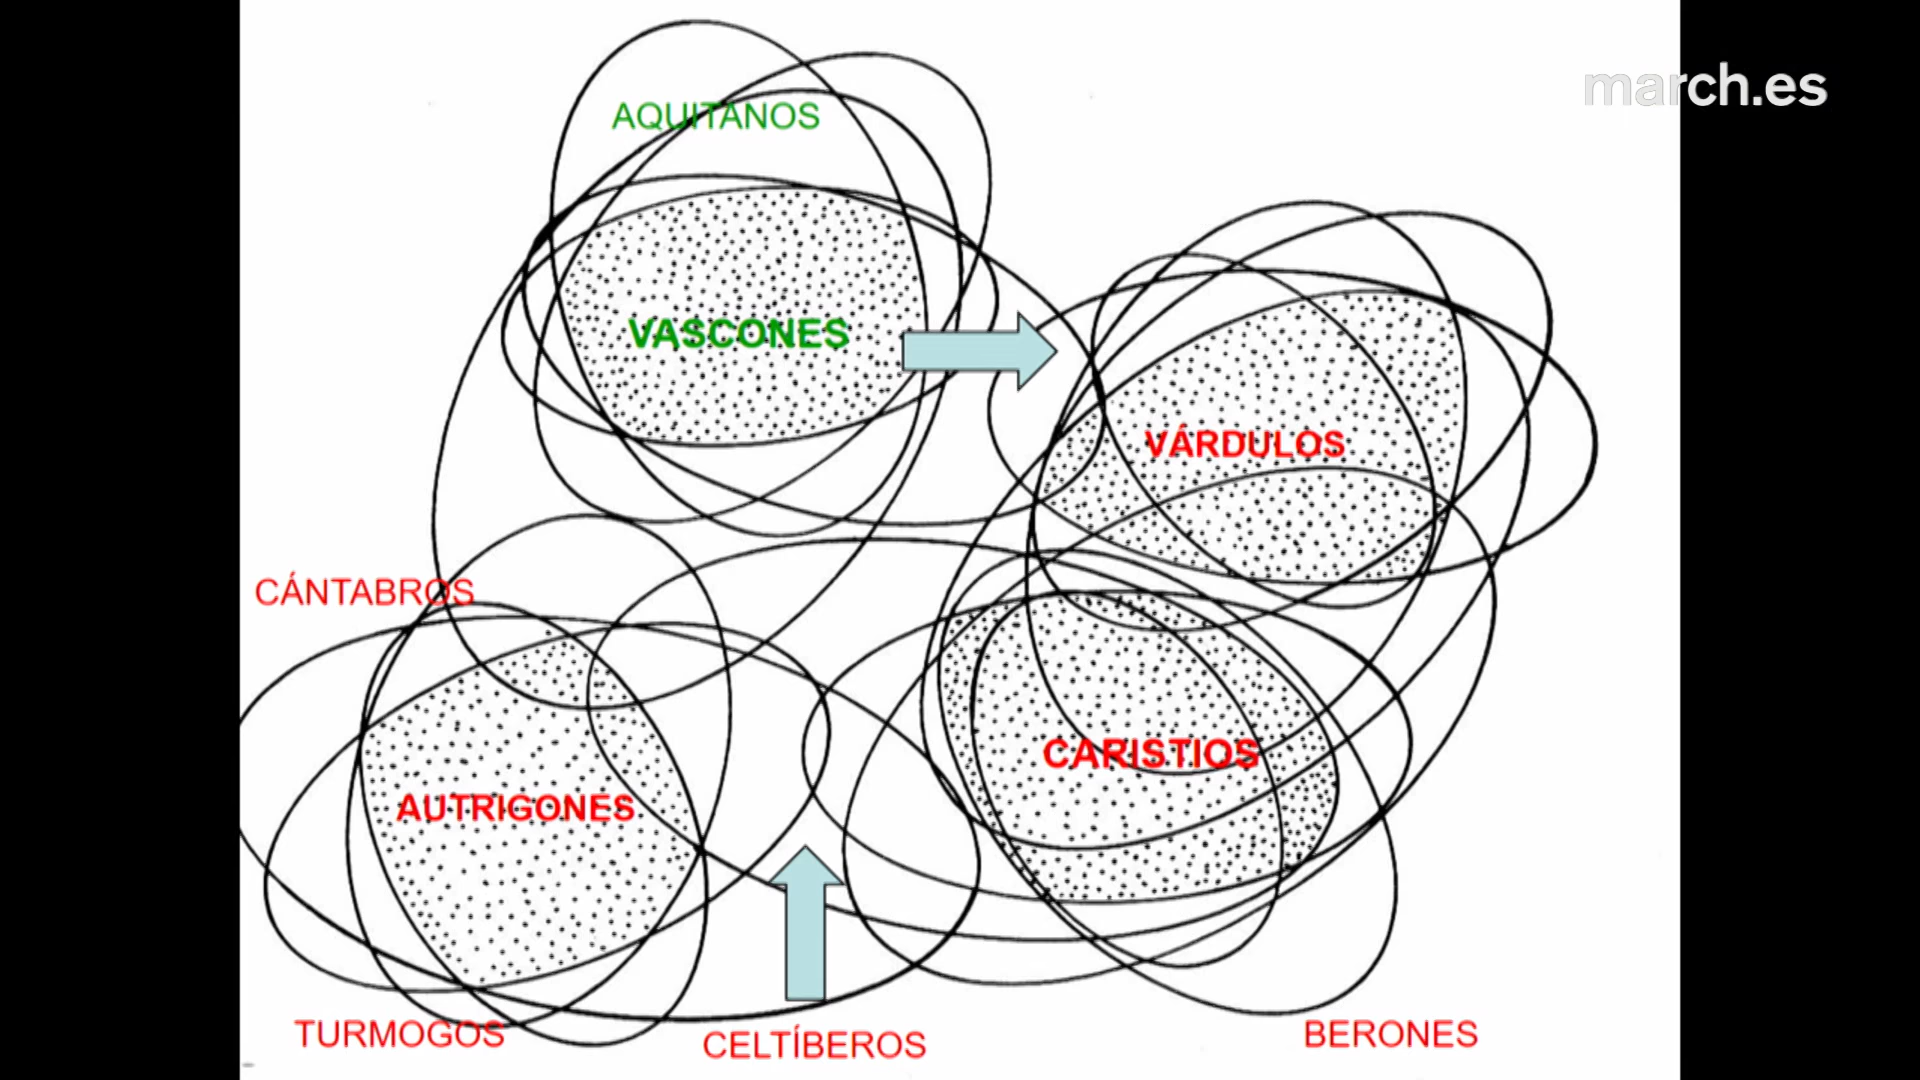 march.es
AQUITANOS
VASCONES
VÁRDULOS
CÁNTABROS
CARISTIOS
AUTRIGONES
TURMOGOS
CELTÍBEROS
BERONES